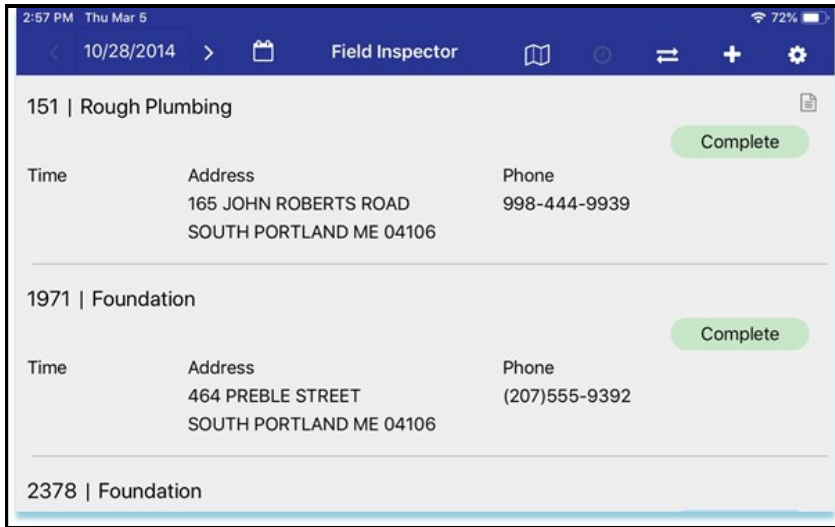 2:57 PM Thu Mar 5 72%
10/28/2014 Field Inspector
151 | Rough Plumbing
Complete
Time Address Phone
165 JOHN ROBERTS ROAD 998-444-9939
SOUTH PORTLAND ME 04106
1971 | Foundation
Complete
Time Address Phone
464 PREBLE STREET (207)555-9392
SOUTH PORTLAND ME 04106
2378 | Foundation